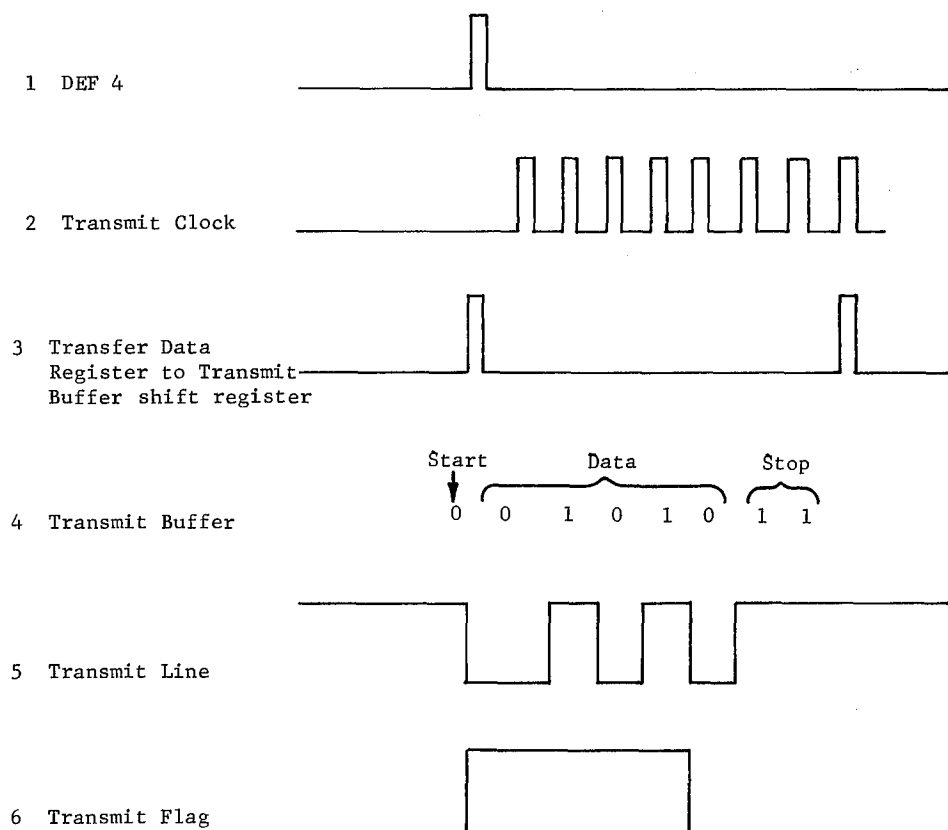 1 DEF 4
2 Transmit Clock
3 Transfer Data
Register to Transmit
Buffer shift register
Start Data Stop
4 Transmit Buffer 0 0 1 0 1 0 1 1
5 Transmit Line
6 Transmit Flag